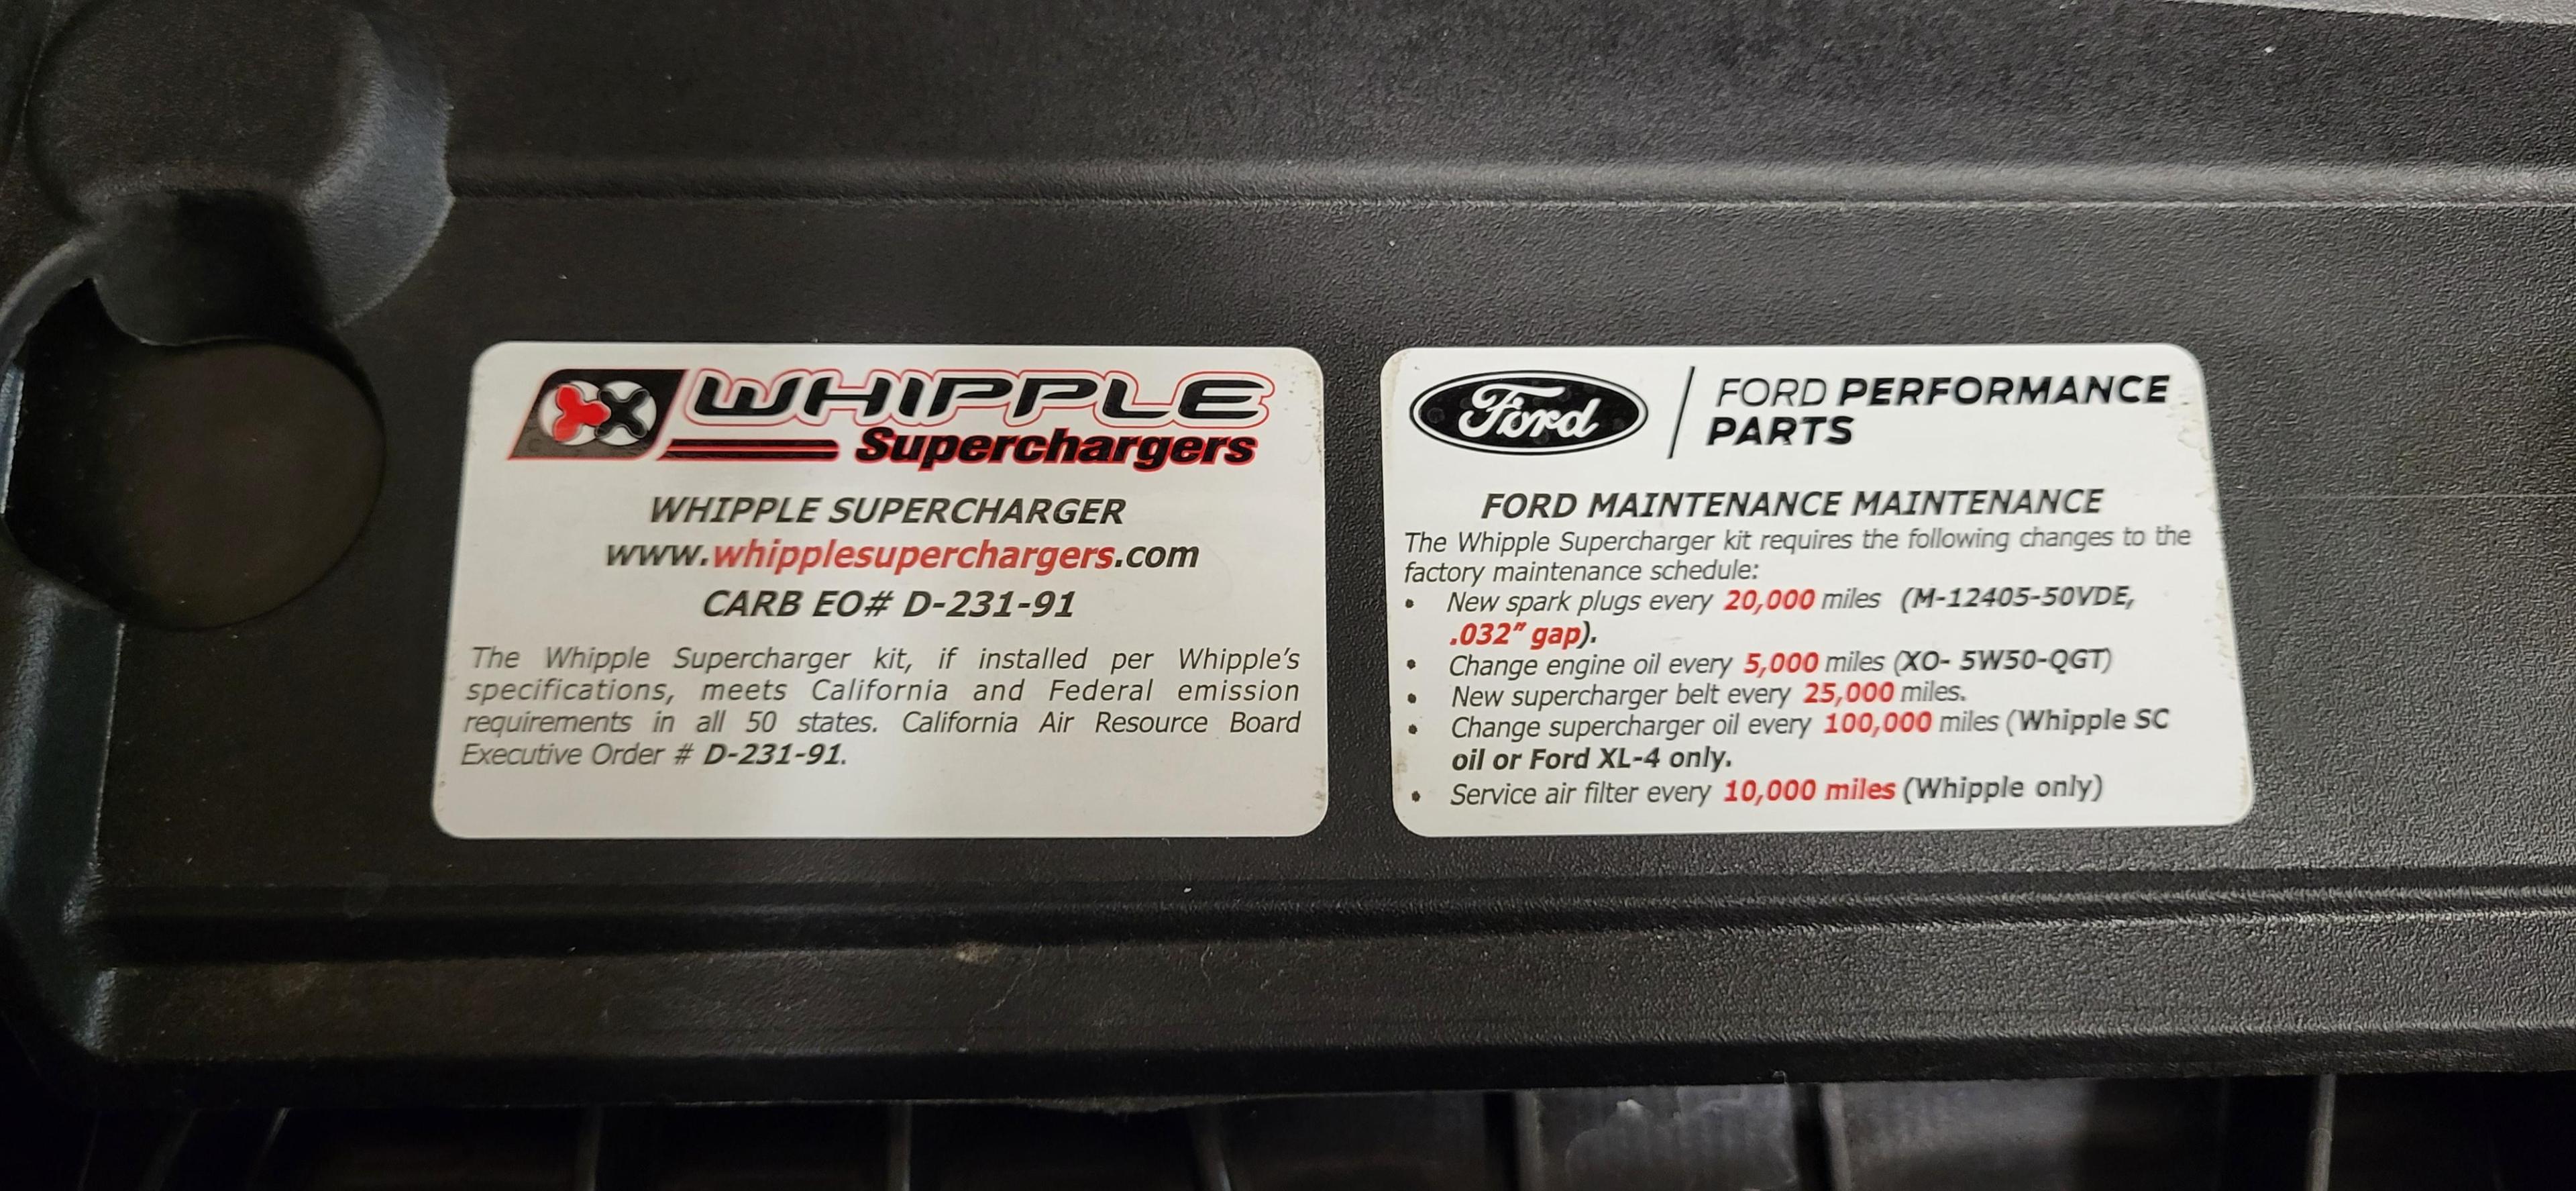 WHIPPLE
Superchargers
WHIPPLE SUPERCHARGER
www.whipplesuperchargers.com
CARB EO# D-231-91
The Whipple Supercharger kit, if installed per Whipple’s
specifications, meets California and Federal emission
requirements in all 50 states. California Air Resource Board
Executive Order # D-231-91.
Ford
FORD PERFORMANCE
PARTS
FORD MAINTENANCE MAINTENANCE
The Whipple Supercharger kit requires the following changes to the
factory maintenance schedule:
• New spark plugs every 20,000 miles (M-12405-50VDE,
.032” gap).
• Change engine oil every 5,000 miles (XO- 5W50-QGT)
• New supercharger belt every 25,000 miles.
• Change supercharger oil every 100,000 miles (Whipple SC
oil or Ford XL-4 only.
• Service air filter every 10,000 miles (Whipple only)